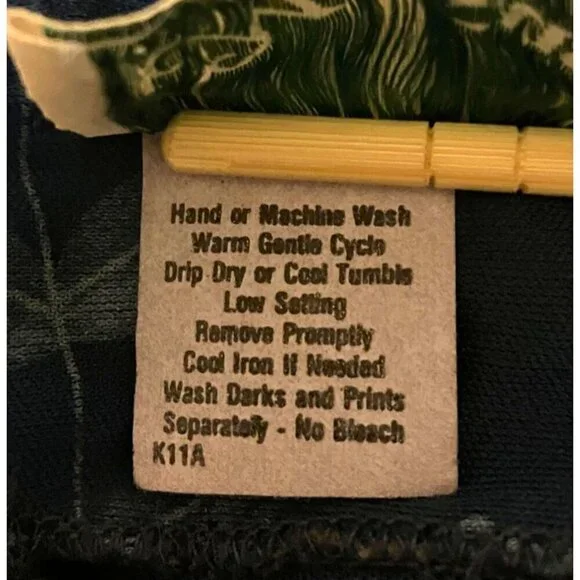 Hand or Machine Wash
Warm Gentle Cycle
Drip Dry or Cool Tumble
Low Setting
Remove Promptly
Cool Iron If Needed
Wash Darks and Prints
Separately - No Bleach
K11A